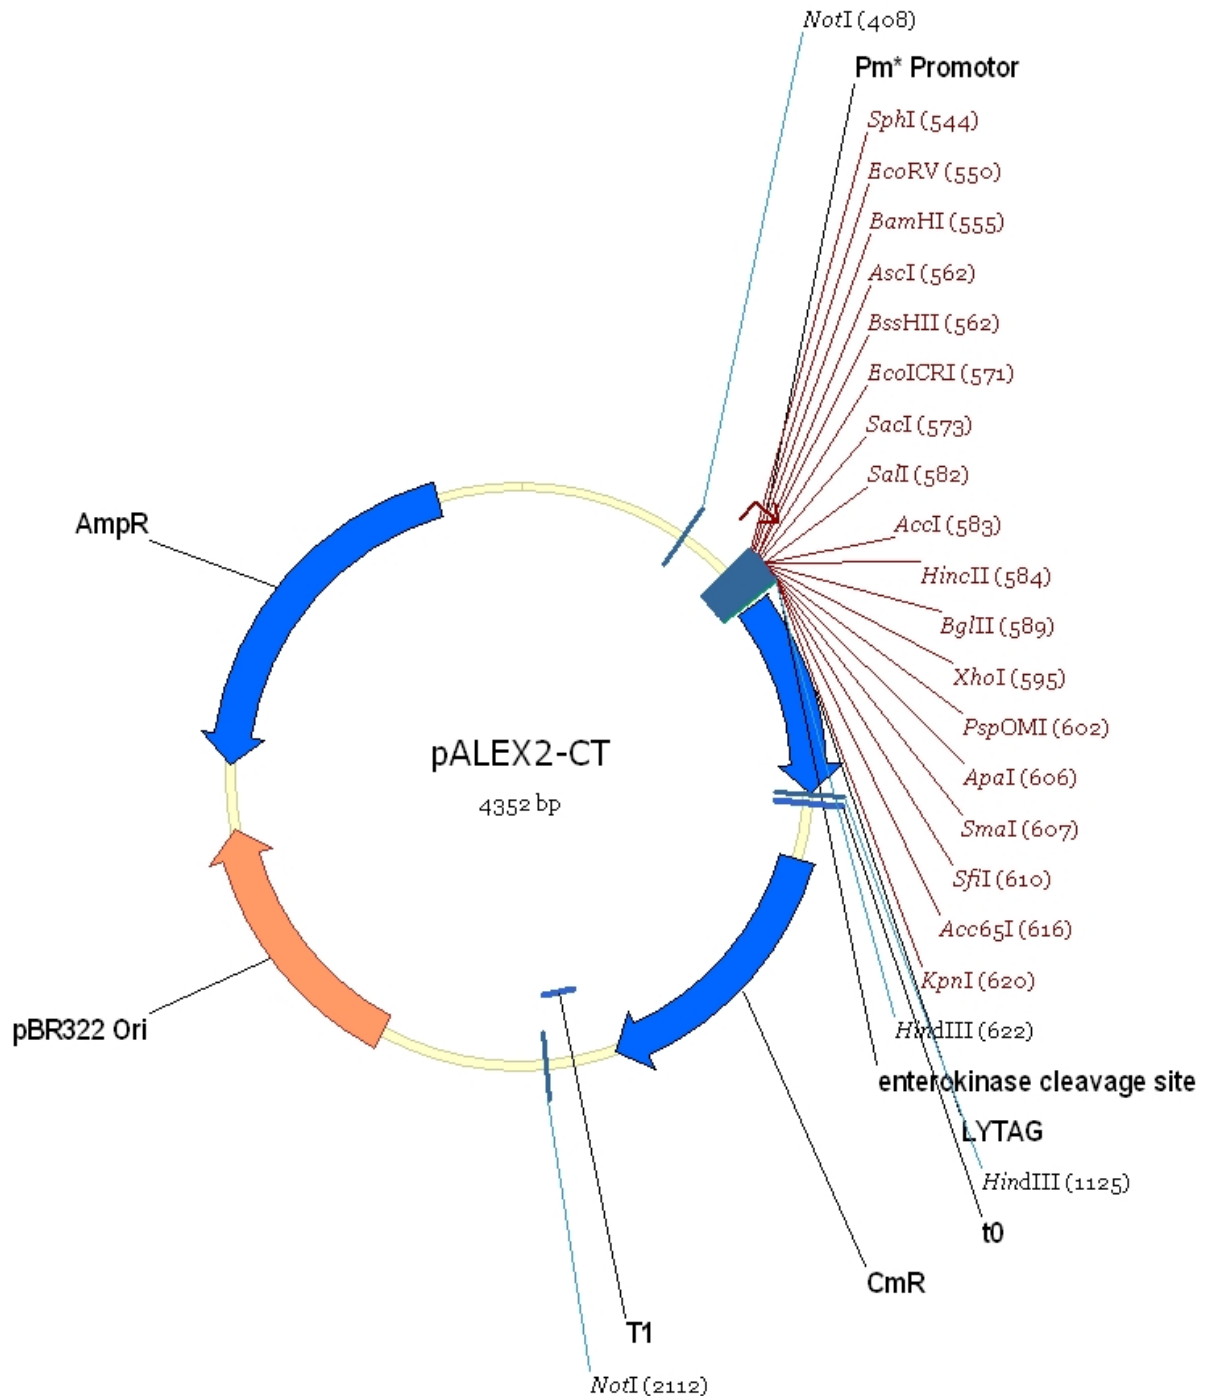 NotI (408)
Pm* Promotor
SphI (544)
EcoRV (550)
BamHI (555)
AscI (562)
BssHII (562)
EcoICRI (571)
SacI (573)
SalI (582)
AccI (583)
HincII (584)
BglII (589)
XhoI (595)
PspOMI (602)
ApaI (606)
SmaI (607)
SfiI (610)
Acc65I (616)
KpnI (620)
HindIII (622)
enterokinase cleavage site
LYTAG
HindIII (1125)
t0
CmR
T1
NotI (2112)
pBR322 Ori
AmpR
pALEX2-CT
4352 bp